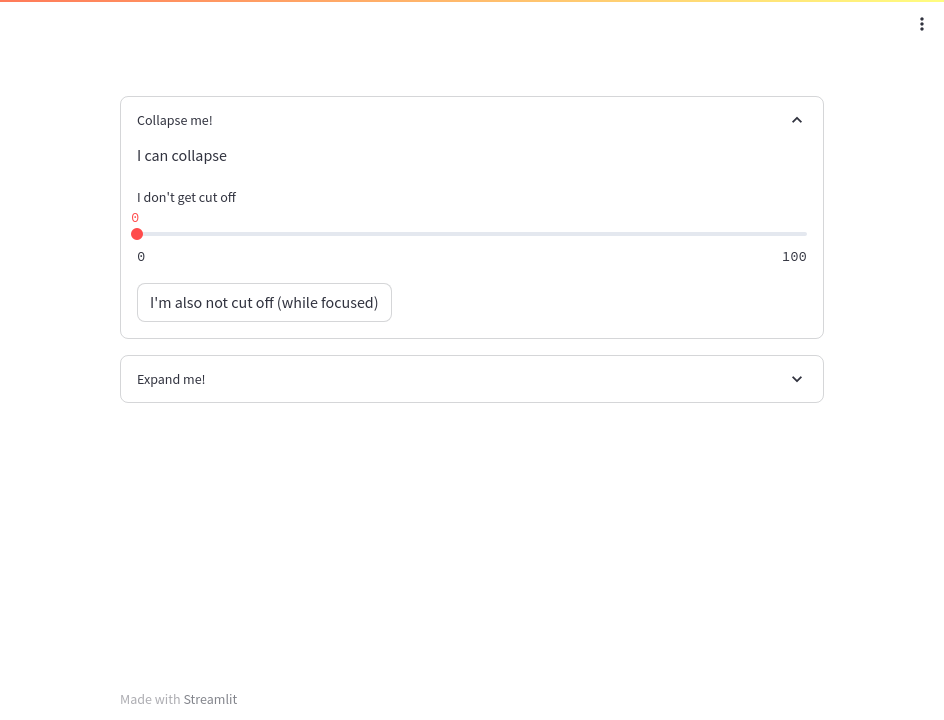 Collapse me!
I can collapse
I don't get cut off
0
0 100
I'm also not cut off (while focused)
Expand me!
Made with Streamlit